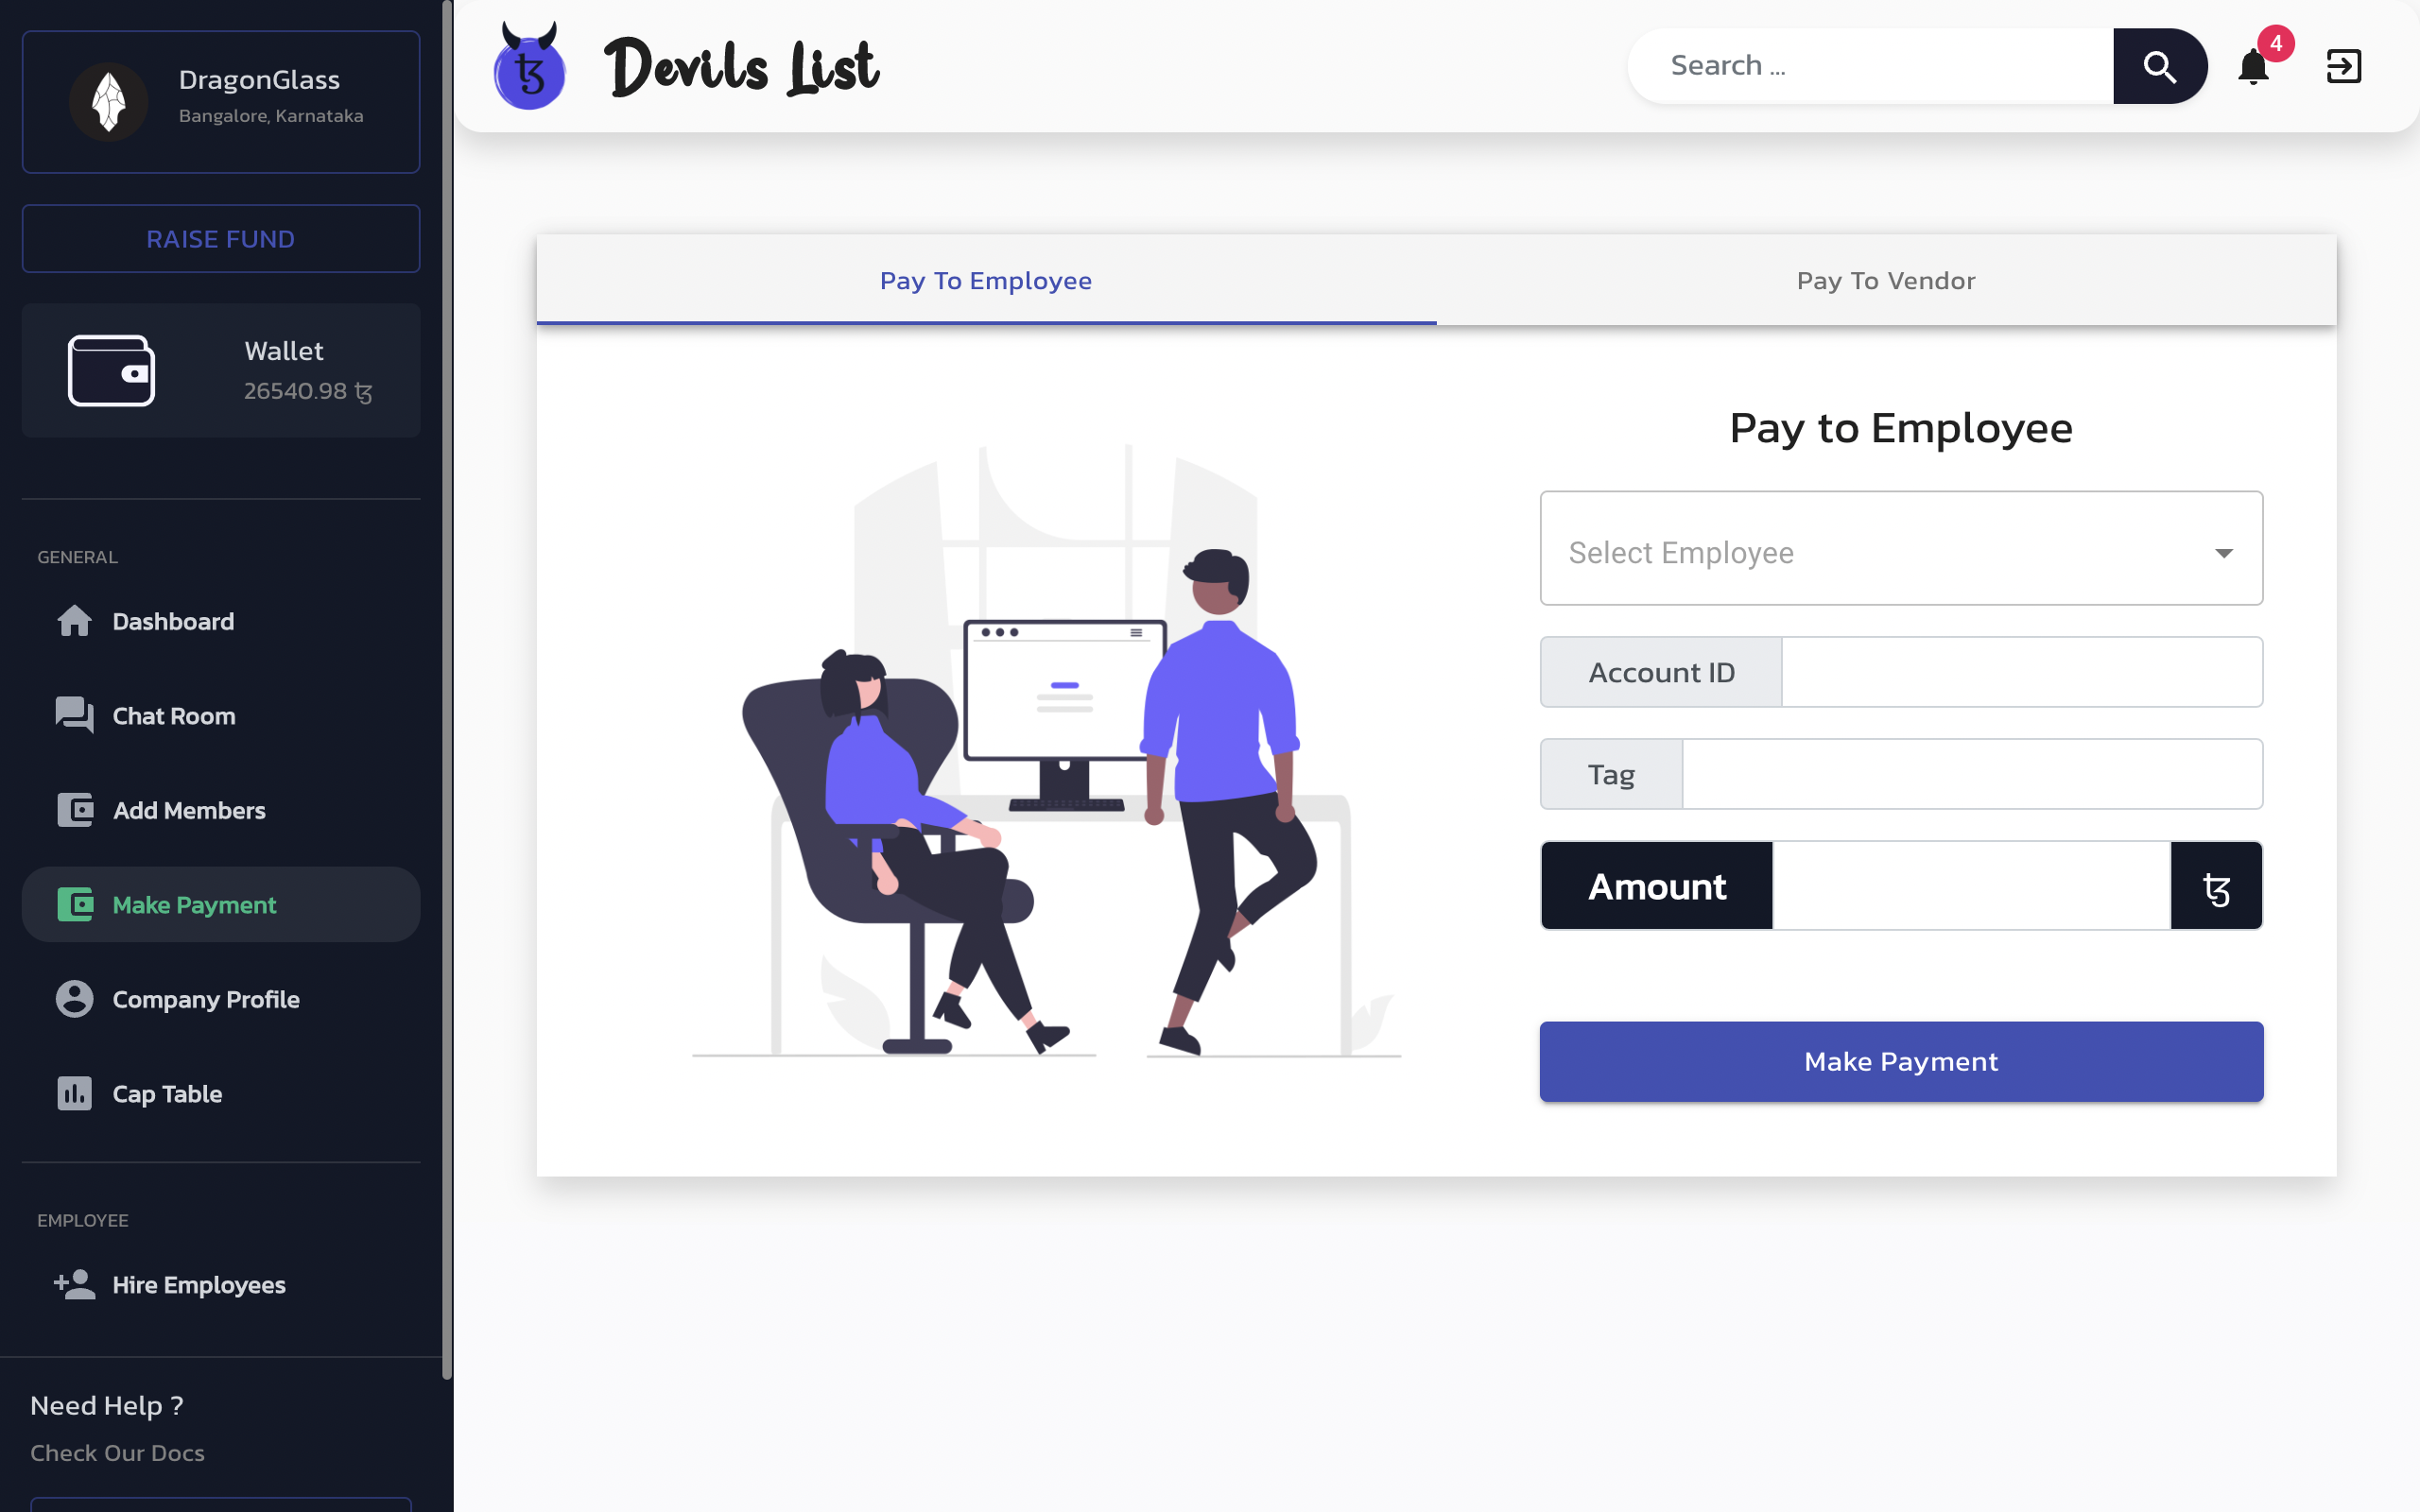 DragonGlass
Bangalore, Karnataka
RAISE FUND
Wallet
26540.98 ꜩ
GENERAL
Dashboard
Chat Room
Add Members
Make Payment
Company Profile
Cap Table
EMPLOYEE
Hire Employees
Need Help ?
Check Our Docs
ꜩ Devils List
Search ...
4
Pay To Employee
Pay To Vendor
Pay to Employee
Select Employee
Account ID
Tag
Amount ꜩ
Make Payment